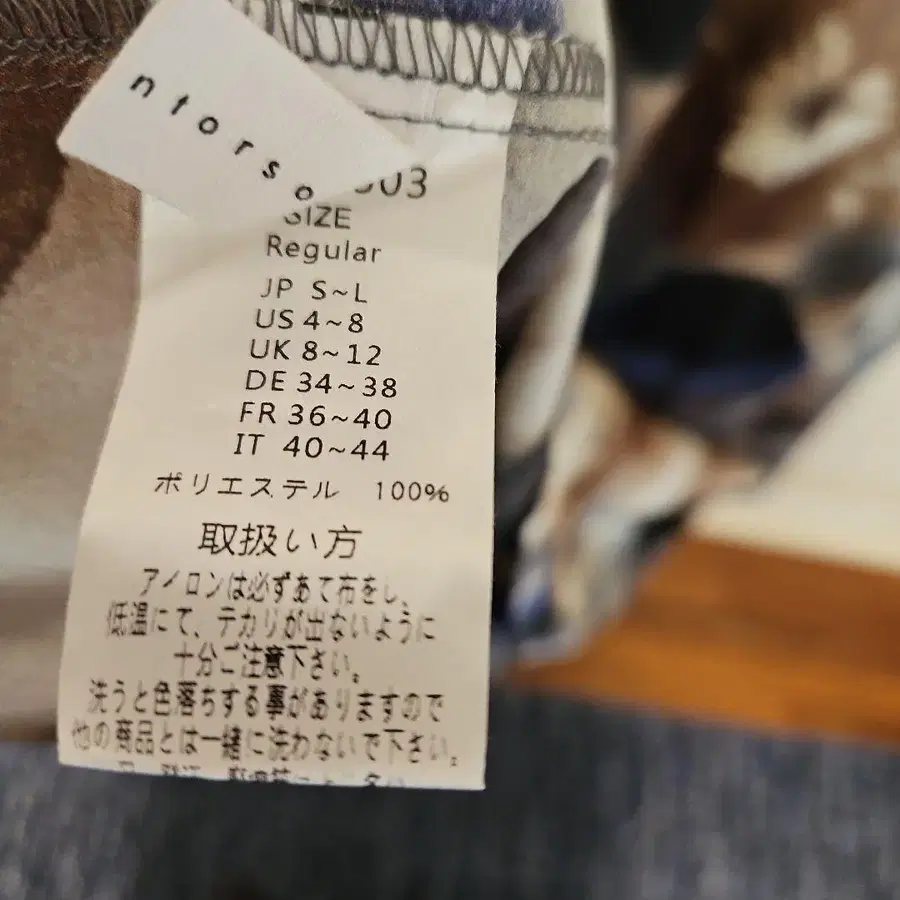 ntorso
303
SIZE
Regular
JP S~L
US 4~8
UK 8~12
DE 34~38
FR 36~40
IT 40~44
ポリエステル 100%
取扱い方
アイロンは必ずあて布をし、
低温にて、テカリが出ないように
十分ご注意下さい。
洗うと色落ちする事がありますので
他の商品とは一緒に洗わないで下さい。